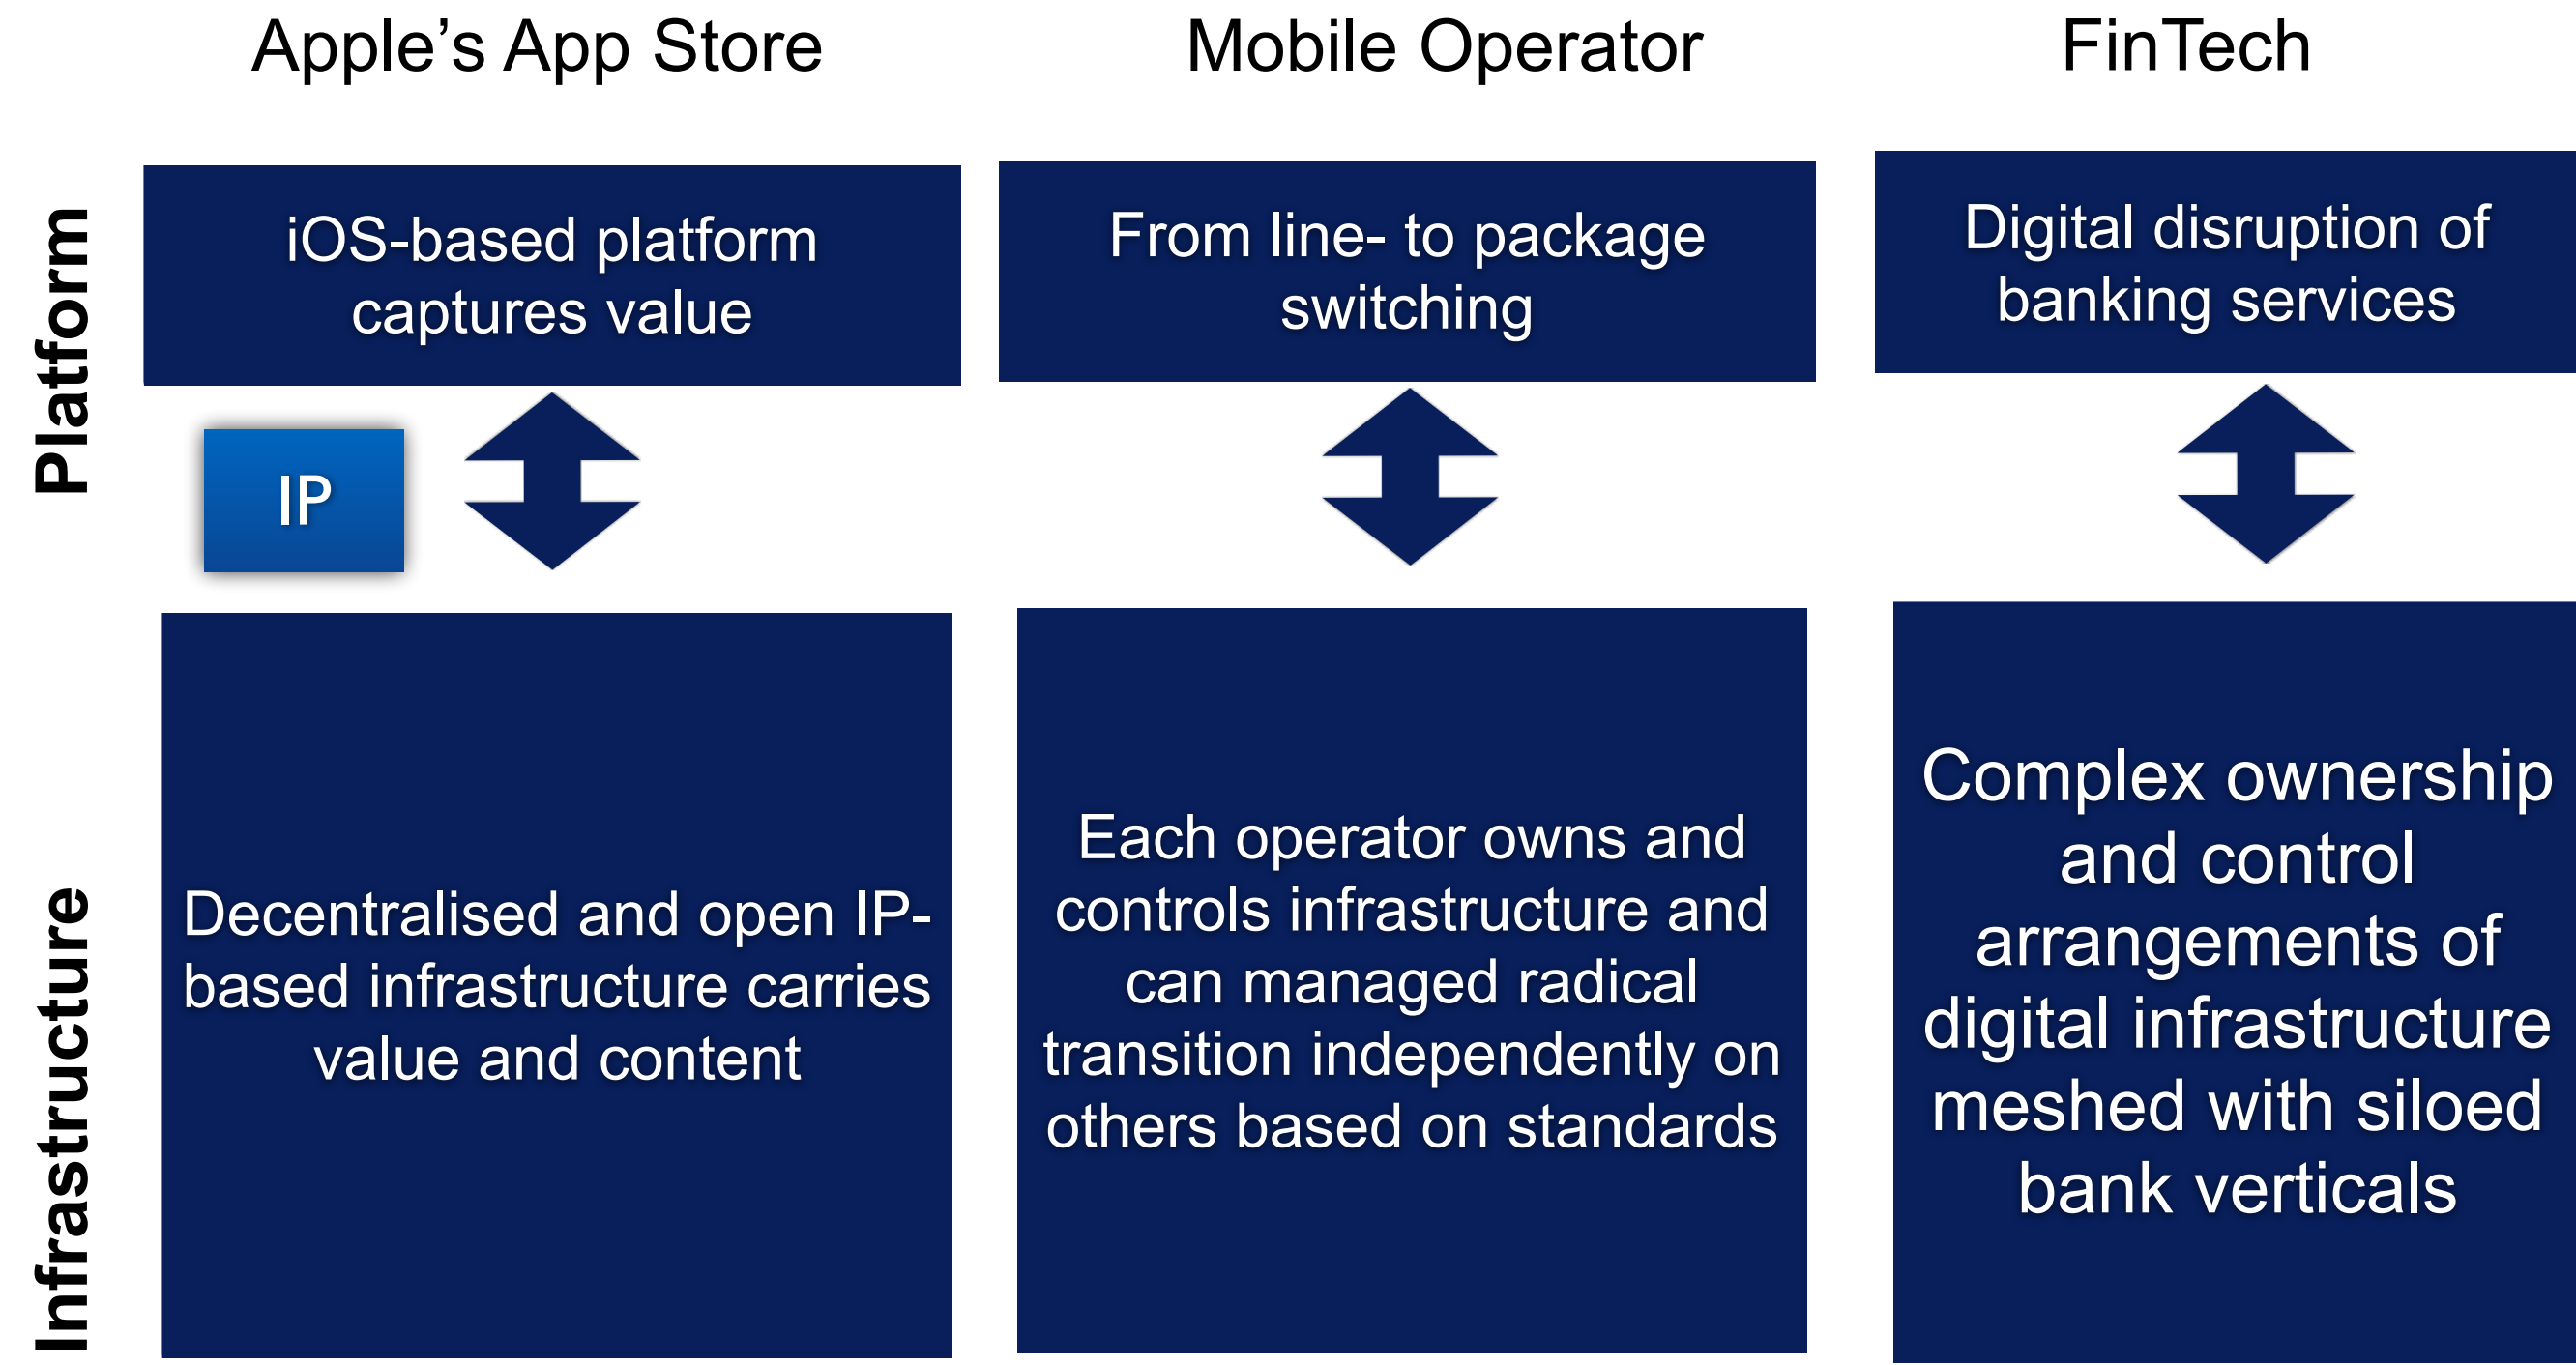 Apple’s App Store
Mobile Operator
FinTech
Platform
iOS-based platform
captures value
From line- to package
switching
Digital disruption of
banking services
IP
Infrastructure
Decentralised and open IP-
based infrastructure carries
value and content
Each operator owns and
controls infrastructure and
can managed radical
transition independently on
others based on standards
Complex ownership
and control
arrangements of
digital infrastructure
meshed with siloed
bank verticals